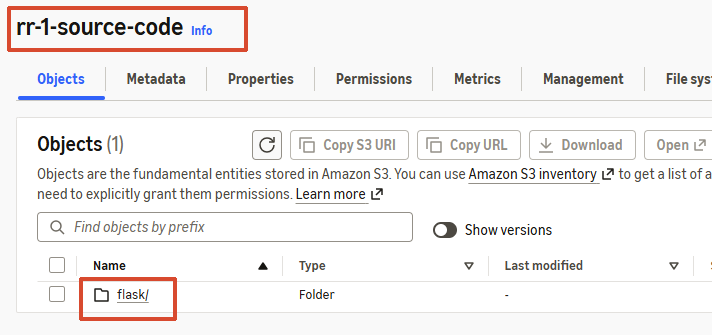 rr-1-source-code Info
Objects Metadata Properties Permissions Metrics Management File sys
Objects (1) Copy S3 URI Copy URL Download Open
Objects are the fundamental entities stored in Amazon S3. You can use Amazon S3 inventory to get a list of a
need to explicitly grant them permissions. Learn more
Find objects by prefix Show versions
Name Type Last modified
flask/ Folder -